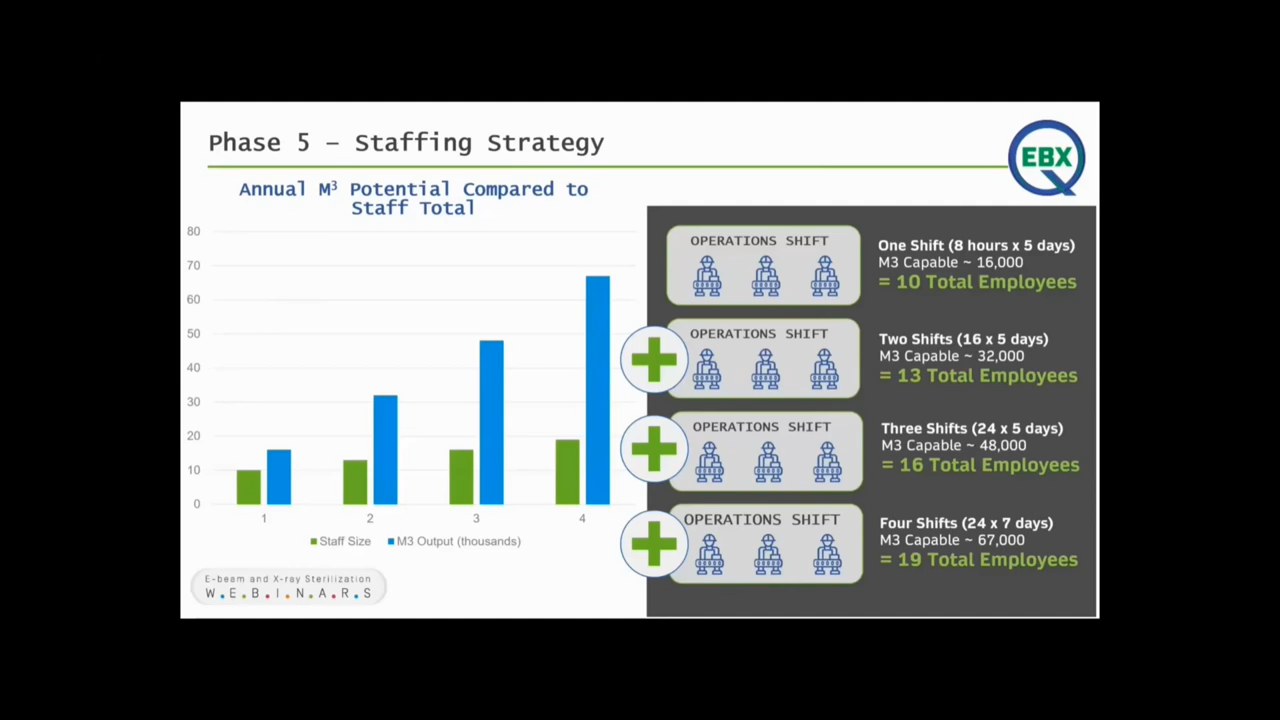 Phase 5 – Staffing Strategy
EBX
Annual M³ Potential Compared to
Staff Total
80
70
60
50
40
30
20
10
0
1
2
3
4
Staff Size
M3 Output (thousands)
E-beam and X-ray Sterilization
W.E.B.I.N.A.R.S
OPERATIONS SHIFT
One Shift (8 hours x 5 days)
M3 Capable ~ 16,000
= 10 Total Employees
OPERATIONS SHIFT
Two Shifts (16 x 5 days)
M3 Capable ~ 32,000
= 13 Total Employees
OPERATIONS SHIFT
Three Shifts (24 x 5 days)
M3 Capable ~ 48,000
= 16 Total Employees
OPERATIONS SHIFT
Four Shifts (24 x 7 days)
M3 Capable ~ 67,000
= 19 Total Employees